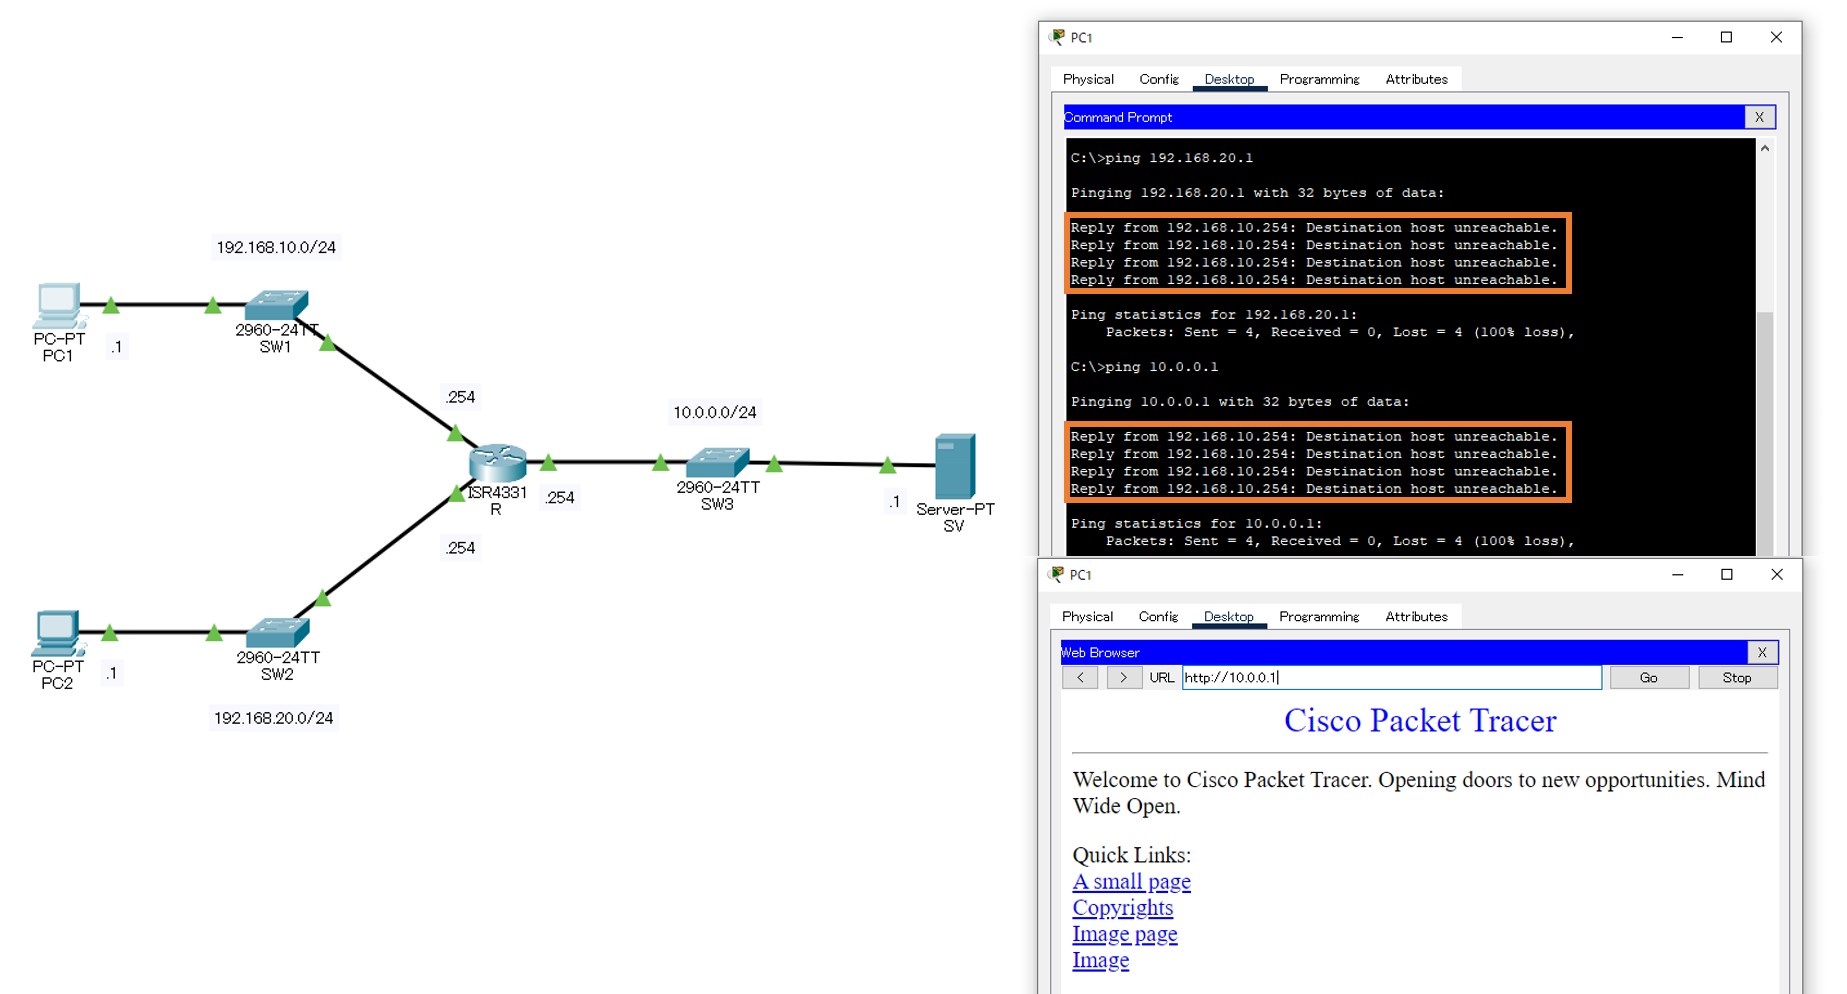 192.168.10.0/24
PC-PT
PC1
.1
2960-24TT
SW1
.254
10.0.0.0/24
ISR4331
R
.254
2960-24TT
SW3
.1
Server-PT
SV
.254
PC-PT
PC2
.1
2960-24TT
SW2
192.168.20.0/24
PC1
Physical Config Desktop Programming Attributes
Command Prompt X
C:\>ping 192.168.20.1
Pinging 192.168.20.1 with 32 bytes of data:
Reply from 192.168.10.254: Destination host unreachable.
Reply from 192.168.10.254: Destination host unreachable.
Reply from 192.168.10.254: Destination host unreachable.
Reply from 192.168.10.254: Destination host unreachable.
Ping statistics for 192.168.20.1:
Packets: Sent = 4, Received = 0, Lost = 4 (100% loss),
C:\>ping 10.0.0.1
Pinging 10.0.0.1 with 32 bytes of data:
Reply from 192.168.10.254: Destination host unreachable.
Reply from 192.168.10.254: Destination host unreachable.
Reply from 192.168.10.254: Destination host unreachable.
Reply from 192.168.10.254: Destination host unreachable.
Ping statistics for 10.0.0.1:
Packets: Sent = 4, Received = 0, Lost = 4 (100% loss),
PC1
Physical Config Desktop Programming Attributes
Web Browser X
< > URL http://10.0.0.1 Go Stop
Cisco Packet Tracer
Welcome to Cisco Packet Tracer. Opening doors to new opportunities. Mind
Wide Open.
Quick Links:
A small page
Copyrights
Image page
Image